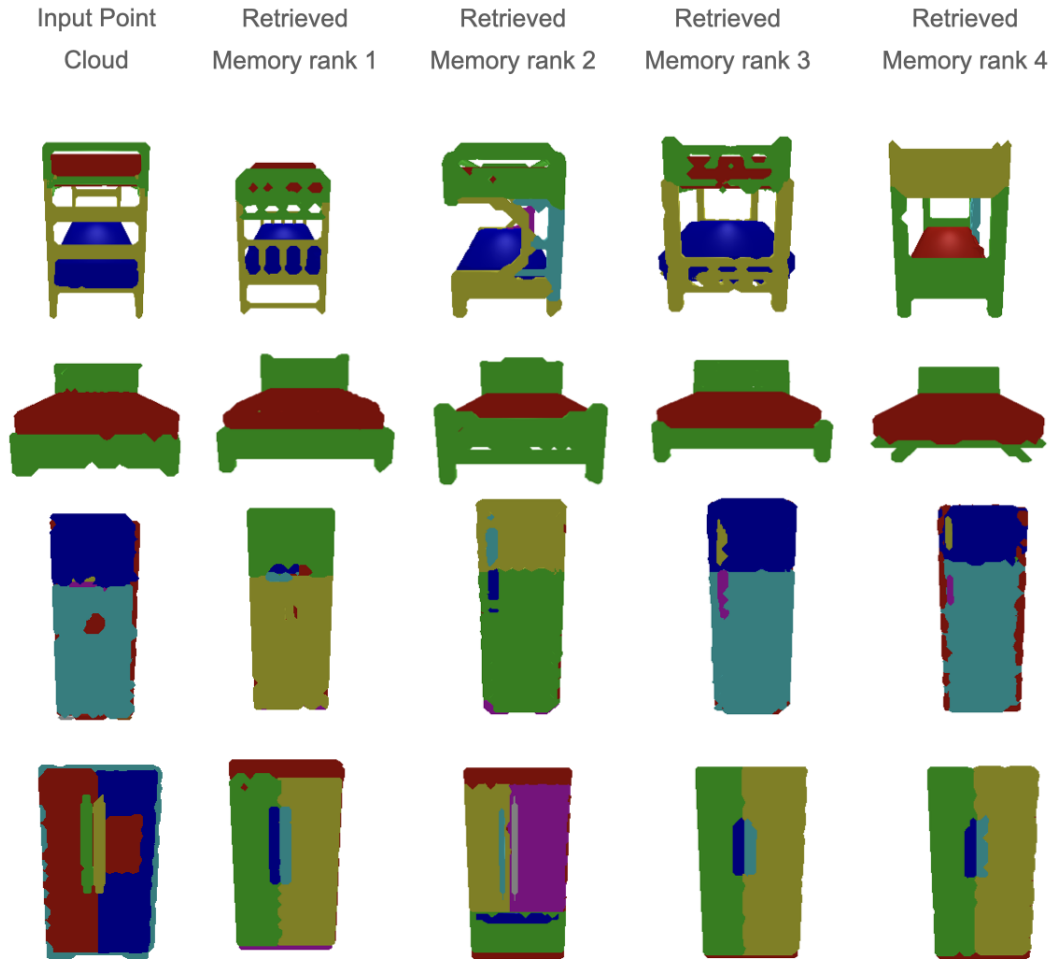 Input Point
Cloud
Retrieved
Memory rank 1
Retrieved
Memory rank 2
Retrieved
Memory rank 3
Retrieved
Memory rank 4